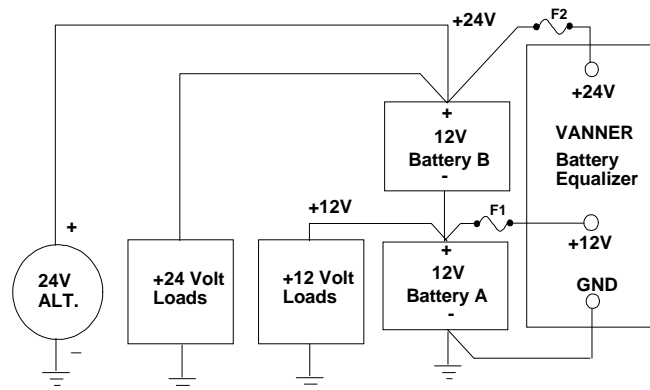 +24V
F2
+24V
+
12V
Battery B
-
VANNER
Battery
Equalizer
+12V
F1
+12V
+
24V
ALT.
–
+24 Volt
Loads
+12 Volt
Loads
+
12V
Battery A
-
GND